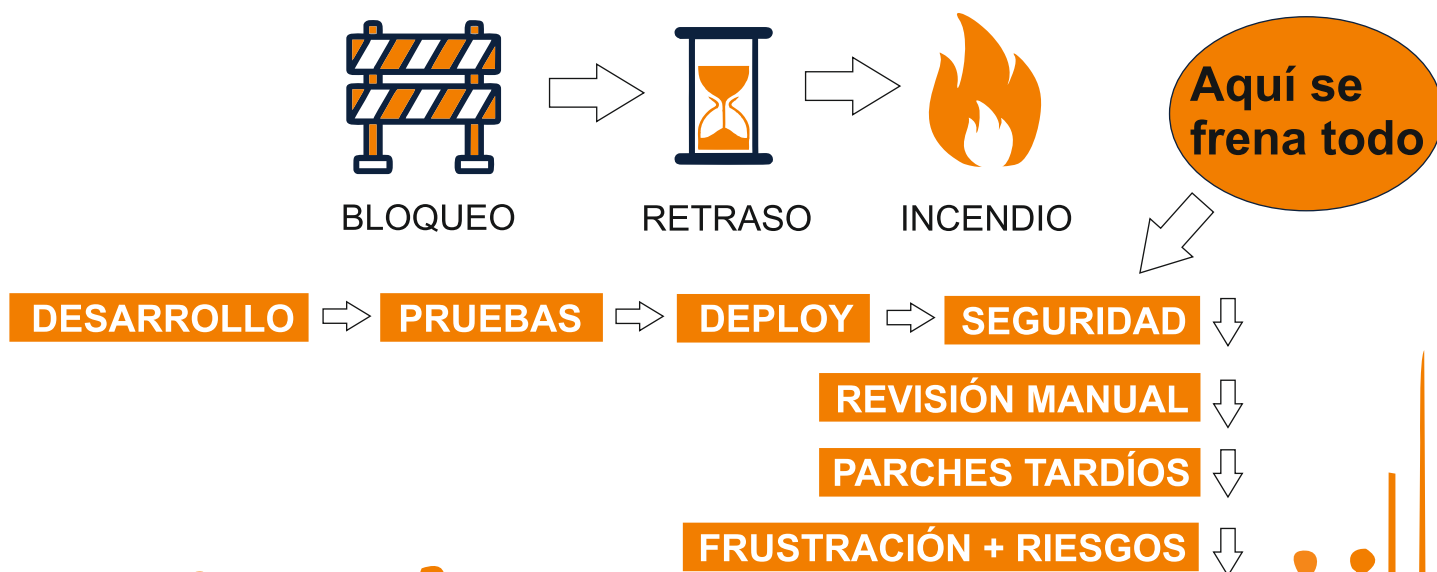 Aquí se
frena todo
BLOQUEO
RETRASO
INCENDIO
DESARROLLO
PRUEBAS
DEPLOY
SEGURIDAD
REVISIÓN MANUAL
PARCHES TARDÍOS
FRUSTRACIÓN + RIESGOS